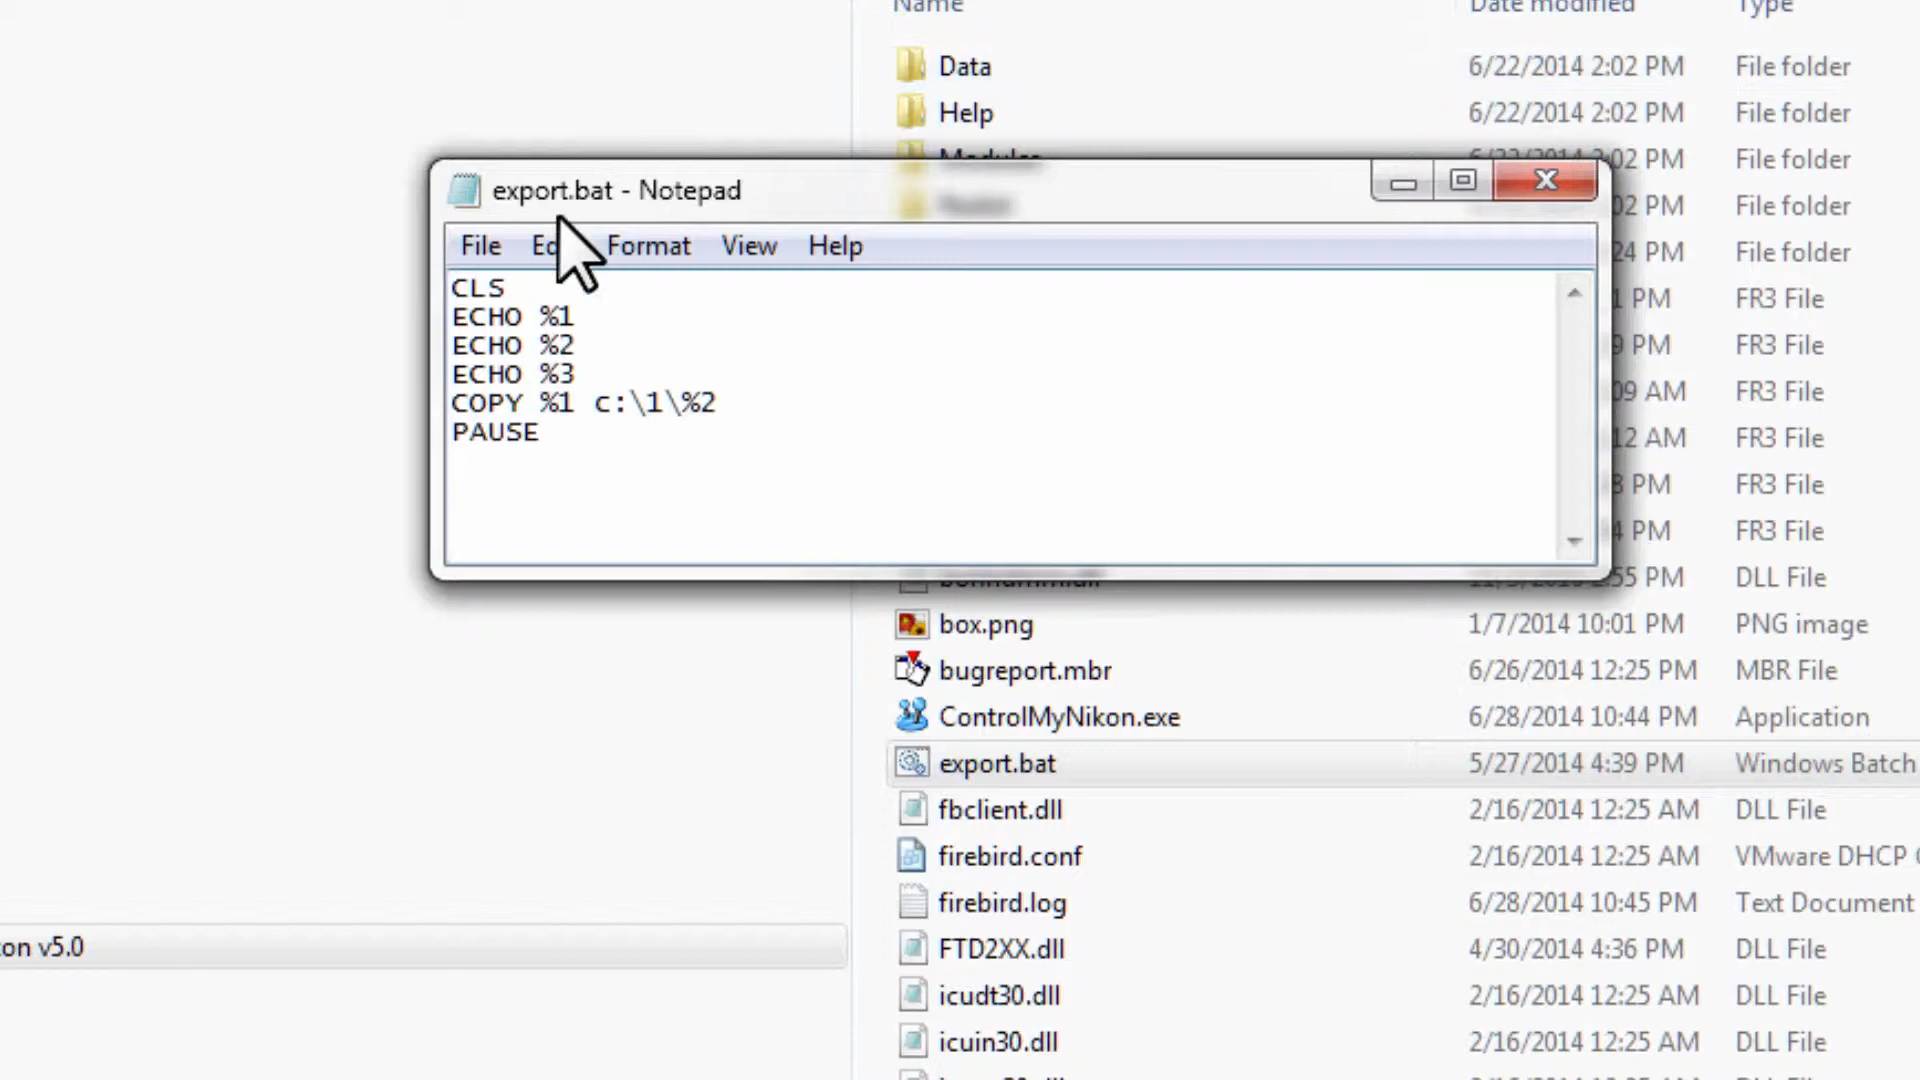 Name Date modified Type
Data 6/22/2014 2:02 PM File folder
Help 6/22/2014 2:02 PM File folder
Modules 02 PM File folder
export.bat - Notepad
02 PM File folder
File Ed Format View Help
24 PM File folder
CLS
1 PM FR3 File
ECHO %1
ECHO %2
9 PM FR3 File
ECHO %3
09 AM FR3 File
COPY %1 c:\1\%2
PAUSE
12 AM FR3 File
8 PM FR3 File
4 PM FR3 File
:55 PM DLL File
box.png 1/7/2014 10:01 PM PNG image
bugreport.mbr 6/26/2014 12:25 PM MBR File
ControlMyNikon.exe 6/28/2014 10:44 PM Application
export.bat 5/27/2014 4:39 PM Windows Batch
fbclient.dll 2/16/2014 12:25 AM DLL File
firebird.conf 2/16/2014 12:25 AM VMware DHCP
firebird.log 6/28/2014 10:45 PM Text Document
on v5.0
FTD2XX.dll 4/30/2014 4:36 PM DLL File
icudt30.dll 2/16/2014 12:25 AM DLL File
icuin30.dll 2/16/2014 12:25 AM DLL File